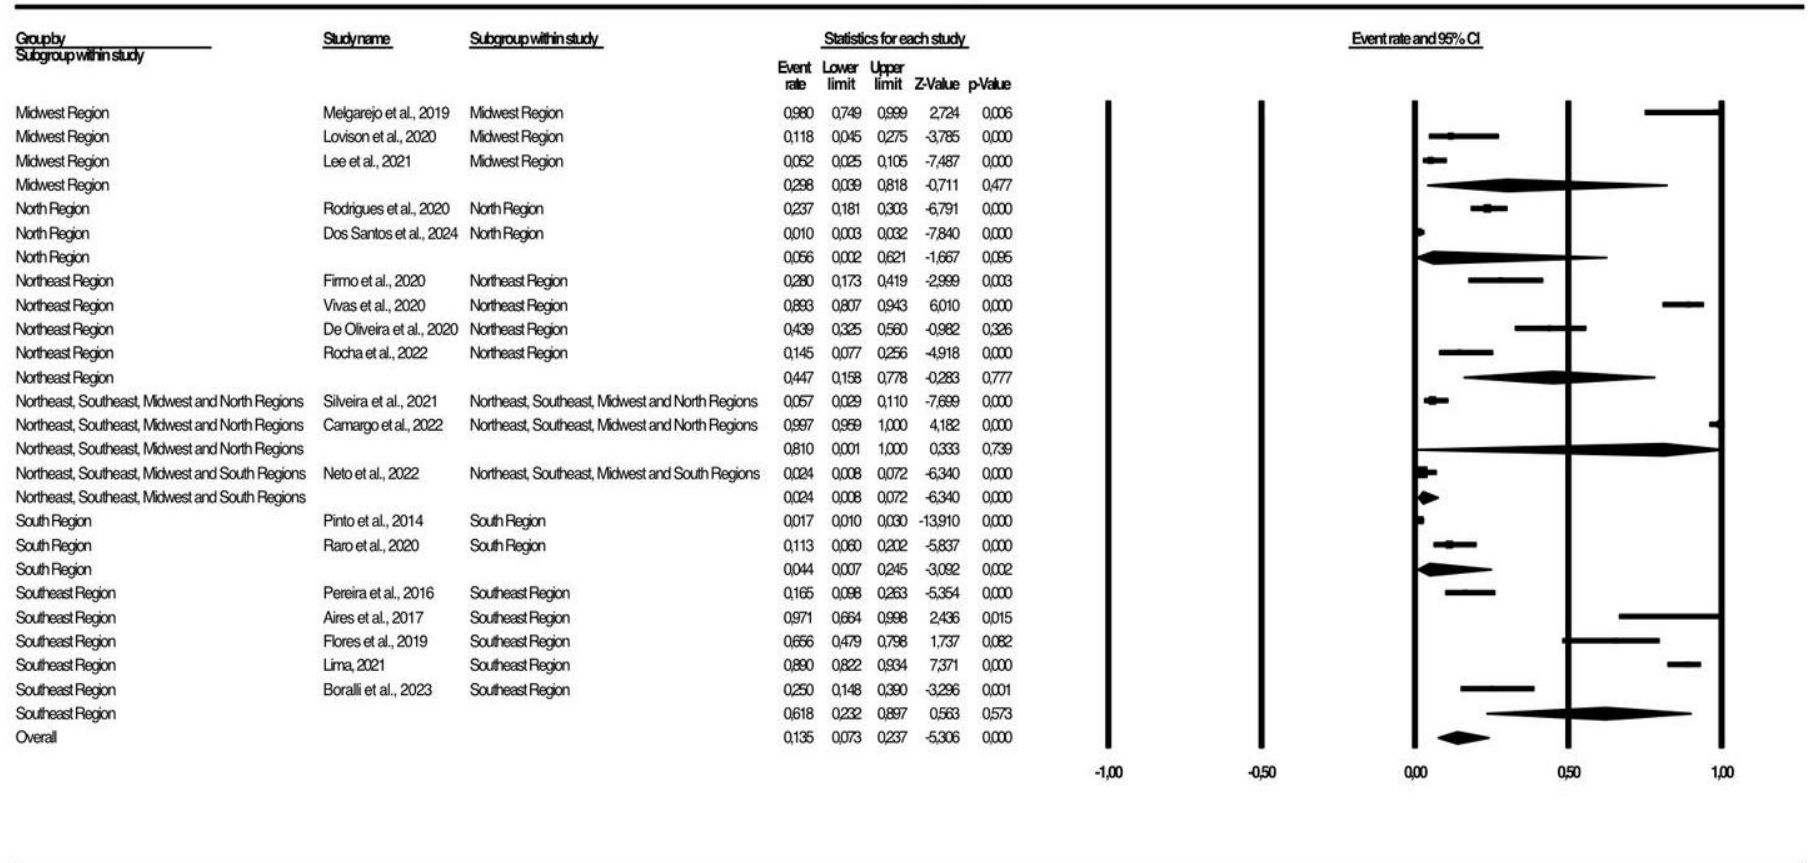 Group by Study name Subgroup within study Statistics for each study Event rate and 95% CI
Subgroup within study
Event Lower Upper
rate limit limit Z-Value p-Value
Midwest Region Melgarejo et al., 2019 Midwest Region 0,980 0,749 0,999 2,724 0,006
Midwest Region Lovison et al., 2020 Midwest Region 0,118 0,045 0,275 -3,785 0,000
Midwest Region Lee et al., 2021 Midwest Region 0,052 0,025 0,105 -7,487 0,000
Midwest Region 0,298 0,039 0,818 -0,711 0,477
North Region Rodrigues et al., 2020 North Region 0,237 0,181 0,303 -6,791 0,000
North Region Dos Santos et al., 2024 North Region 0,010 0,003 0,032 -7,840 0,000
North Region 0,056 0,002 0,621 -1,667 0,095
Northeast Region Firmo et al., 2020 Northeast Region 0,280 0,173 0,419 -2,999 0,003
Northeast Region Vivas et al., 2020 Northeast Region 0,893 0,807 0,943 6,010 0,000
Northeast Region De Oliveira et al., 2020 Northeast Region 0,439 0,325 0,560 -0,982 0,326
Northeast Region Rocha et al., 2022 Northeast Region 0,145 0,077 0,256 -4,918 0,000
Northeast Region 0,447 0,158 0,778 -0,283 0,777
Northeast, Southeast, Midwest and North Regions Silveira et al., 2021 Northeast, Southeast, Midwest and North Regions 0,057 0,029 0,110 -7,699 0,000
Northeast, Southeast, Midwest and North Regions Camargo et al., 2022 Northeast, Southeast, Midwest and North Regions 0,997 0,959 1,000 4,182 0,000
Northeast, Southeast, Midwest and North Regions 0,810 0,001 1,000 0,333 0,739
Northeast, Southeast, Midwest and South Regions Neto et al., 2022 Northeast, Southeast, Midwest and South Regions 0,024 0,008 0,072 -6,340 0,000
Northeast, Southeast, Midwest and South Regions 0,024 0,008 0,072 -6,340 0,000
South Region Pinto et al., 2014 South Region 0,017 0,010 0,030 -13,910 0,000
South Region Raro et al., 2020 South Region 0,113 0,060 0,202 -5,837 0,000
South Region 0,044 0,007 0,245 -3,092 0,002
Southeast Region Pereira et al., 2016 Southeast Region 0,165 0,098 0,263 -5,354 0,000
Southeast Region Aires et al., 2017 Southeast Region 0,971 0,664 0,998 2,436 0,015
Southeast Region Flores et al., 2019 Southeast Region 0,656 0,479 0,798 1,737 0,082
Southeast Region Lima, 2021 Southeast Region 0,890 0,822 0,934 7,371 0,000
Southeast Region Boralli et al., 2023 Southeast Region 0,250 0,148 0,390 -3,296 0,001
Southeast Region 0,618 0,232 0,897 0,563 0,573
Overall 0,135 0,073 0,237 -5,306 0,000
-1,00 -0,50 0,00 0,50 1,00